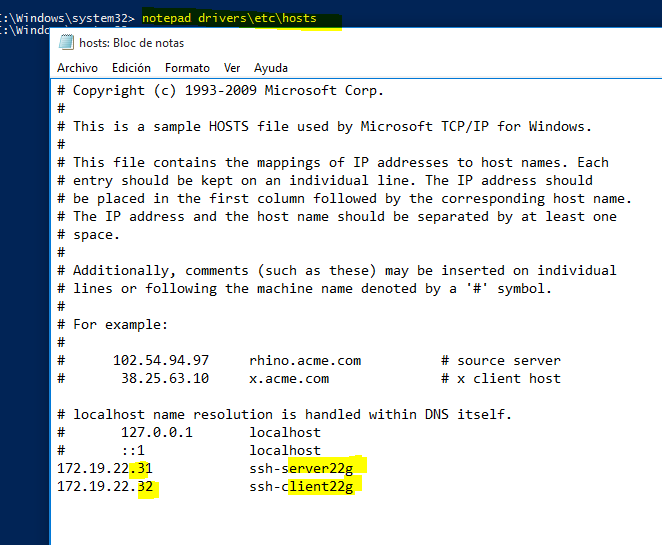 :\Windows\system32> notepad drivers\etc\hosts
:\Windo
hosts: Bloc de notas
Archivo Edición Formato Ver Ayuda
# Copyright (c) 1993-2009 Microsoft Corp.
#
# This is a sample HOSTS file used by Microsoft TCP/IP for Windows.
#
# This file contains the mappings of IP addresses to host names. Each
# entry should be kept on an individual line. The IP address should
# be placed in the first column followed by the corresponding host name.
# The IP address and the host name should be separated by at least one
# space.
#
# Additionally, comments (such as these) may be inserted on individual
# lines or following the machine name denoted by a '#' symbol.
#
# For example:
#
# 102.54.94.97 rhino.acme.com # source server
# 38.25.63.10 x.acme.com # x client host
# localhost name resolution is handled within DNS itself.
# 127.0.0.1 localhost
# ::1 localhost
172.19.22.31 ssh-server22g
172.19.22.32 ssh-client22g